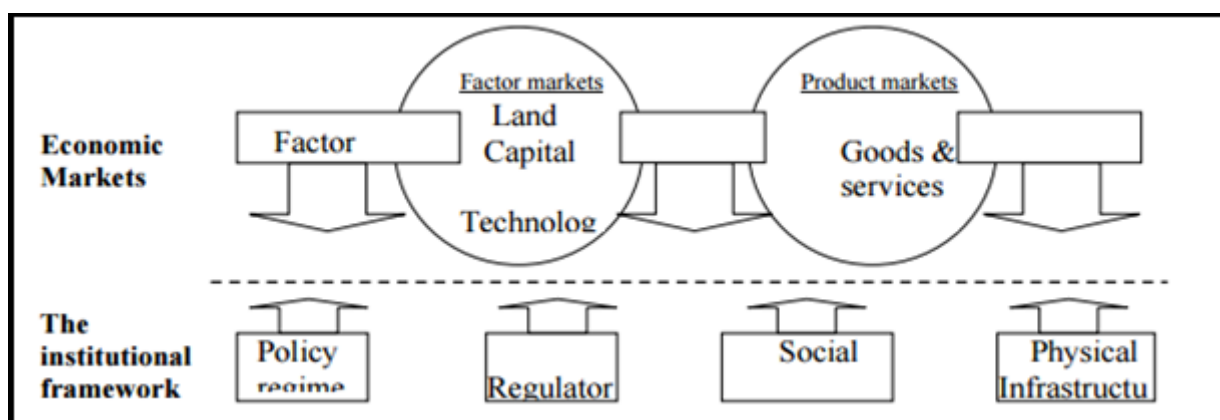 Economic
Markets
Factor
Factor markets
Land
Capital
Technolog
Product markets
Goods &
services
The
institutional
framework
Policy
regime
Regulator
Social
Physical
Infrastructu